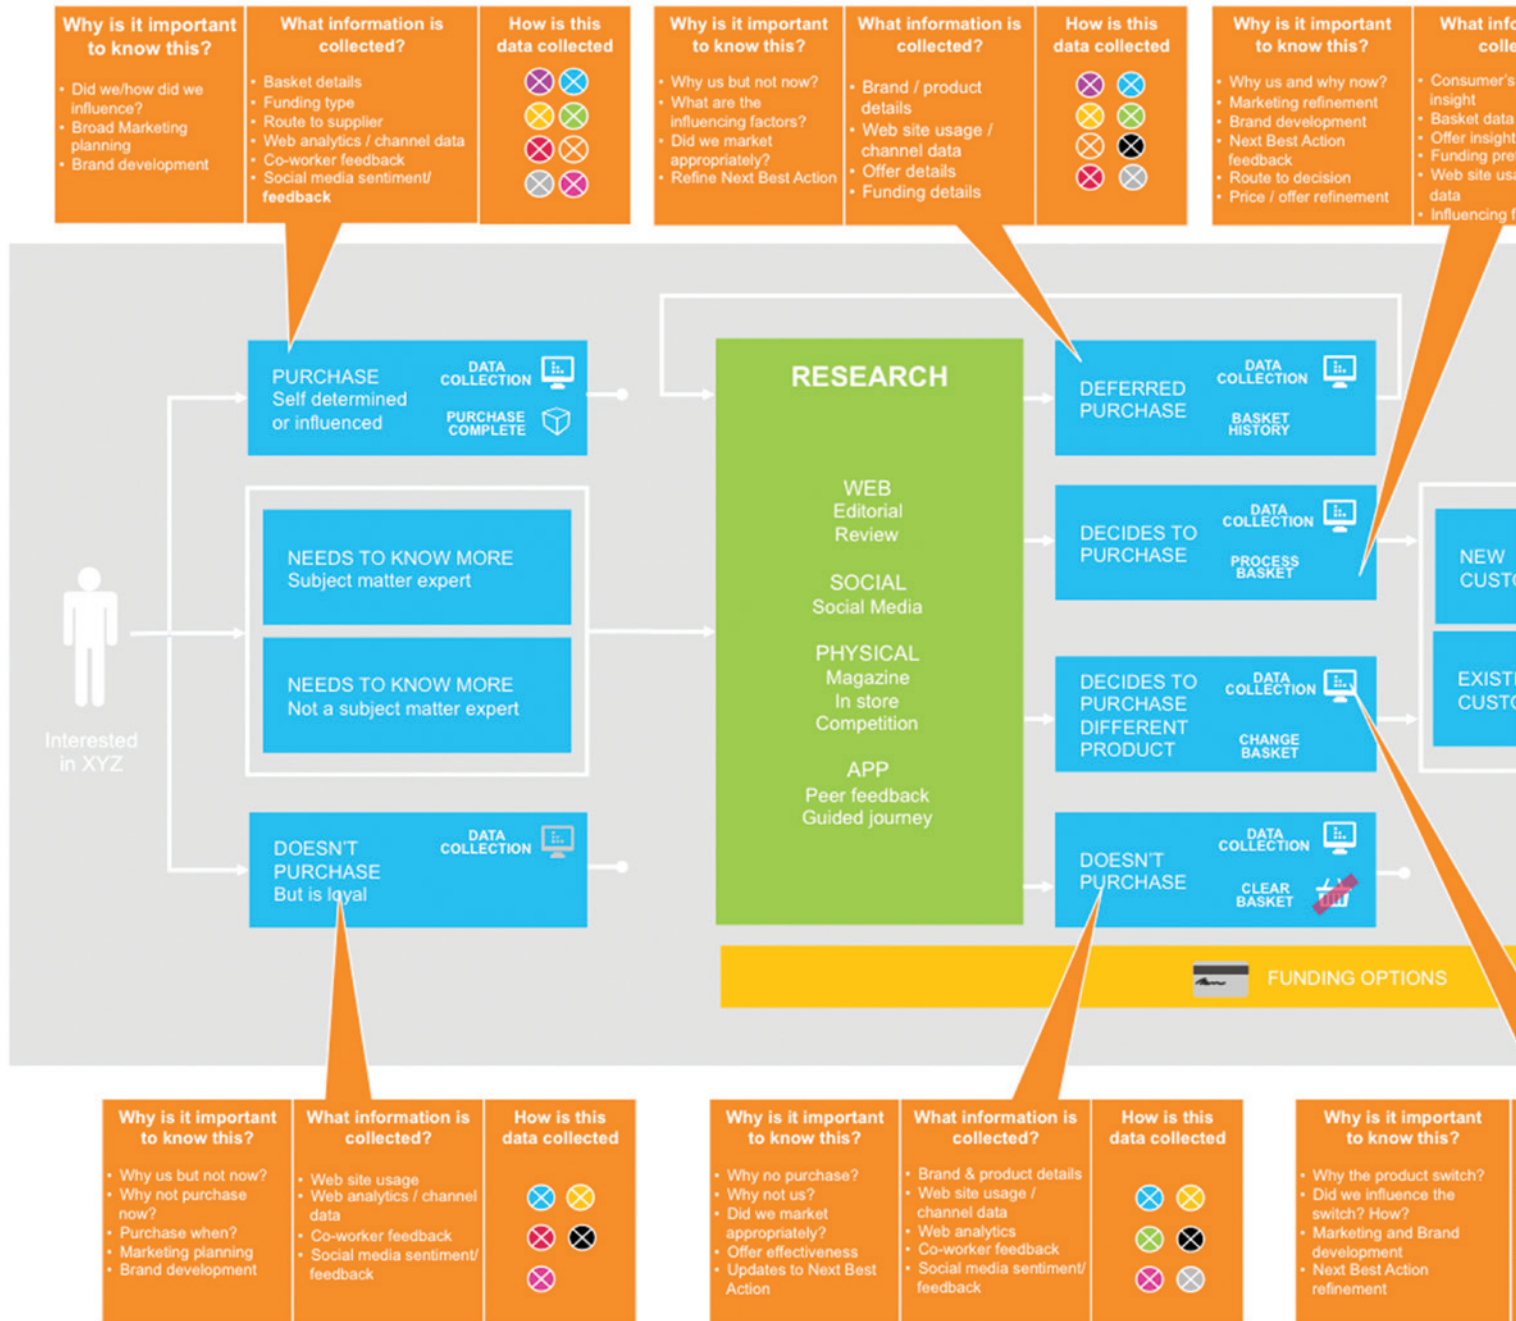 Why is it important
to know this?
• Did we/how did we
influence?
• Broad Marketing
planning
• Brand development
What information is
collected?
• Basket details
• Funding type
• Route to supplier
• Web analytics / channel data
• Co-worker feedback
• Social media sentiment/
feedback
How is this
data collected
Why is it important
to know this?
• Why us but not now?
• What are the
influencing factors?
• Did we market
appropriately?
• Refine Next Best Action
What information is
collected?
• Brand / product
details
• Web site usage /
channel data
• Offer details
• Funding details
How is this
data collected
Why is it important
to know this?
• Why us and why now?
• Marketing refinement
• Brand development
• Next Best Action
feedback
• Route to decision
• Price / offer refinement
What info
colle
• Consumer's
insight
• Basket data
• Offer insight
• Funding pre
• Web site usa
data
• Influencing f
Interested
in XYZ
PURCHASE
Self determined
or influenced
DATA
COLLECTION
PURCHASE
COMPLETE
NEEDS TO KNOW MORE
Subject matter expert
NEEDS TO KNOW MORE
Not a subject matter expert
DOESN'T
PURCHASE
But is loyal
DATA
COLLECTION
RESEARCH
WEB
Editorial
Review
SOCIAL
Social Media
PHYSICAL
Magazine
In store
Competition
APP
Peer feedback
Guided journey
DEFERRED
PURCHASE
DATA
COLLECTION
BASKET
HISTORY
DECIDES TO
PURCHASE
DATA
COLLECTION
PROCESS
BASKET
DECIDES TO
PURCHASE
DIFFERENT
PRODUCT
DATA
COLLECTION
CHANGE
BASKET
DOESN'T
PURCHASE
DATA
COLLECTION
CLEAR
BASKET
NEW
CUSTO
EXISTI
CUSTO
FUNDING OPTIONS
Why is it important
to know this?
• Why us but not now?
• Why not purchase
now?
• Purchase when?
• Marketing planning
• Brand development
What information is
collected?
• Web site usage
• Web analytics / channel
data
• Co-worker feedback
• Social media sentiment/
feedback
How is this
data collected
Why is it important
to know this?
• Why no purchase?
• Why not us?
• Did we market
appropriately?
• Offer effectiveness
• Updates to Next Best
Action
What information is
collected?
• Brand & product details
• Web site usage /
channel data
• Web analytics
• Co-worker feedback
• Social media sentiment/
feedback
How is this
data collected
Why is it important
to know this?
• Why the product switch?
• Did we influence the
switch? How?
• Marketing and Brand
development
• Next Best Action
refinement